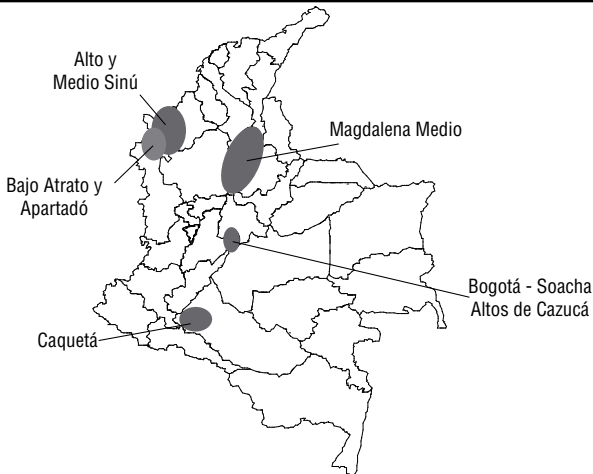 Alto y
Medio Sinú
Magdalena Medio
Bajo Atrato y
Apartadó
Bogotá - Soacha
Altos de Cazucá
Caquetá